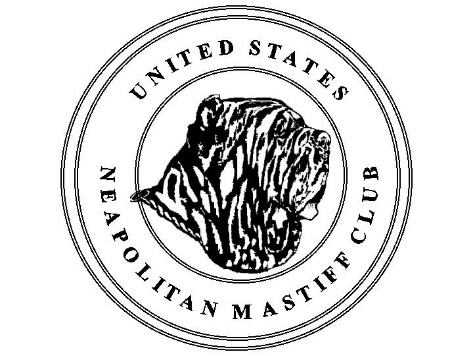 UNITED STATES
NEAPOLITAN MASTIFF CLUB